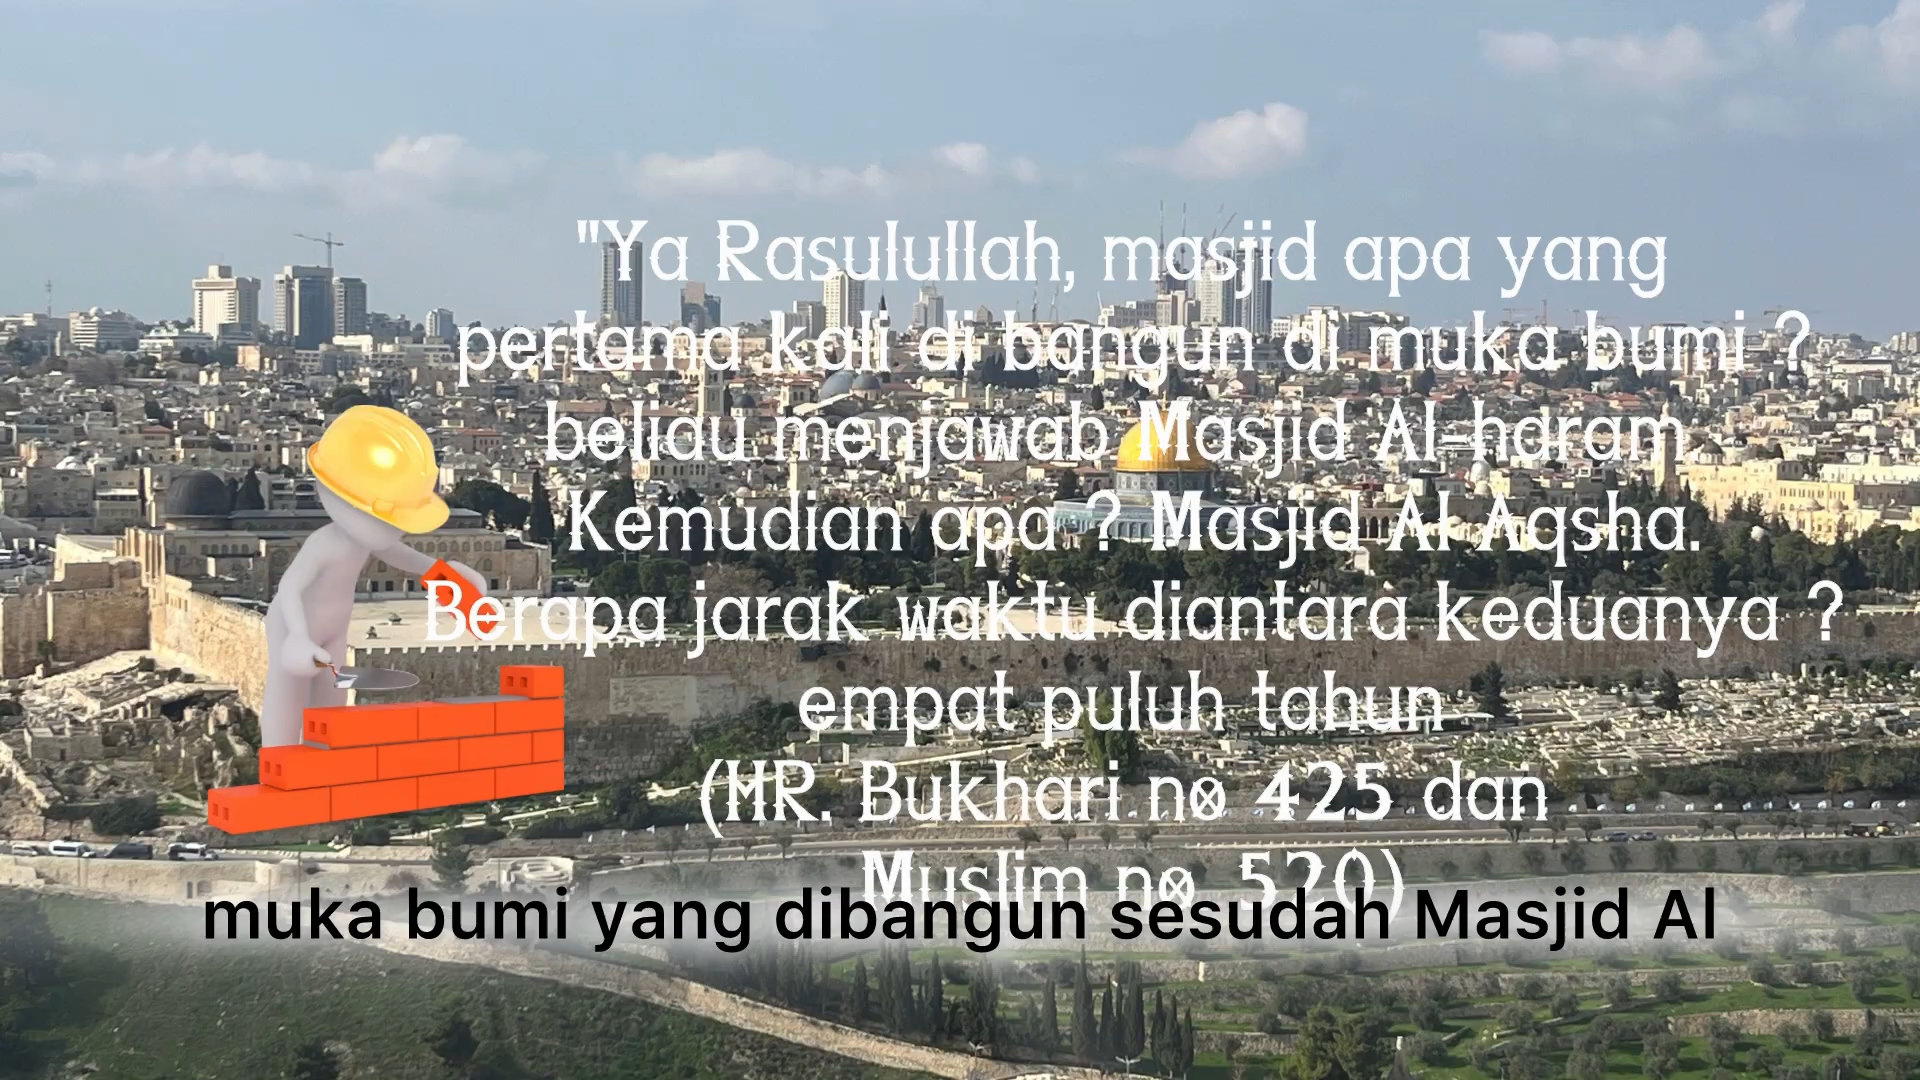 "Ya Rasulullah, masjid apa yang
pertama kali di bangun di muka bumi ?
beliau menjawab Masjid Al-haram.
Kemudian apa ? Masjid Al Aqsha.
Berapa jarak waktu diantara keduanya ?
empat puluh tahun
(HR. Bukhari no 425 dan
Muslim no. 520)
muka bumi yang dibangun sesudah Masjid Al